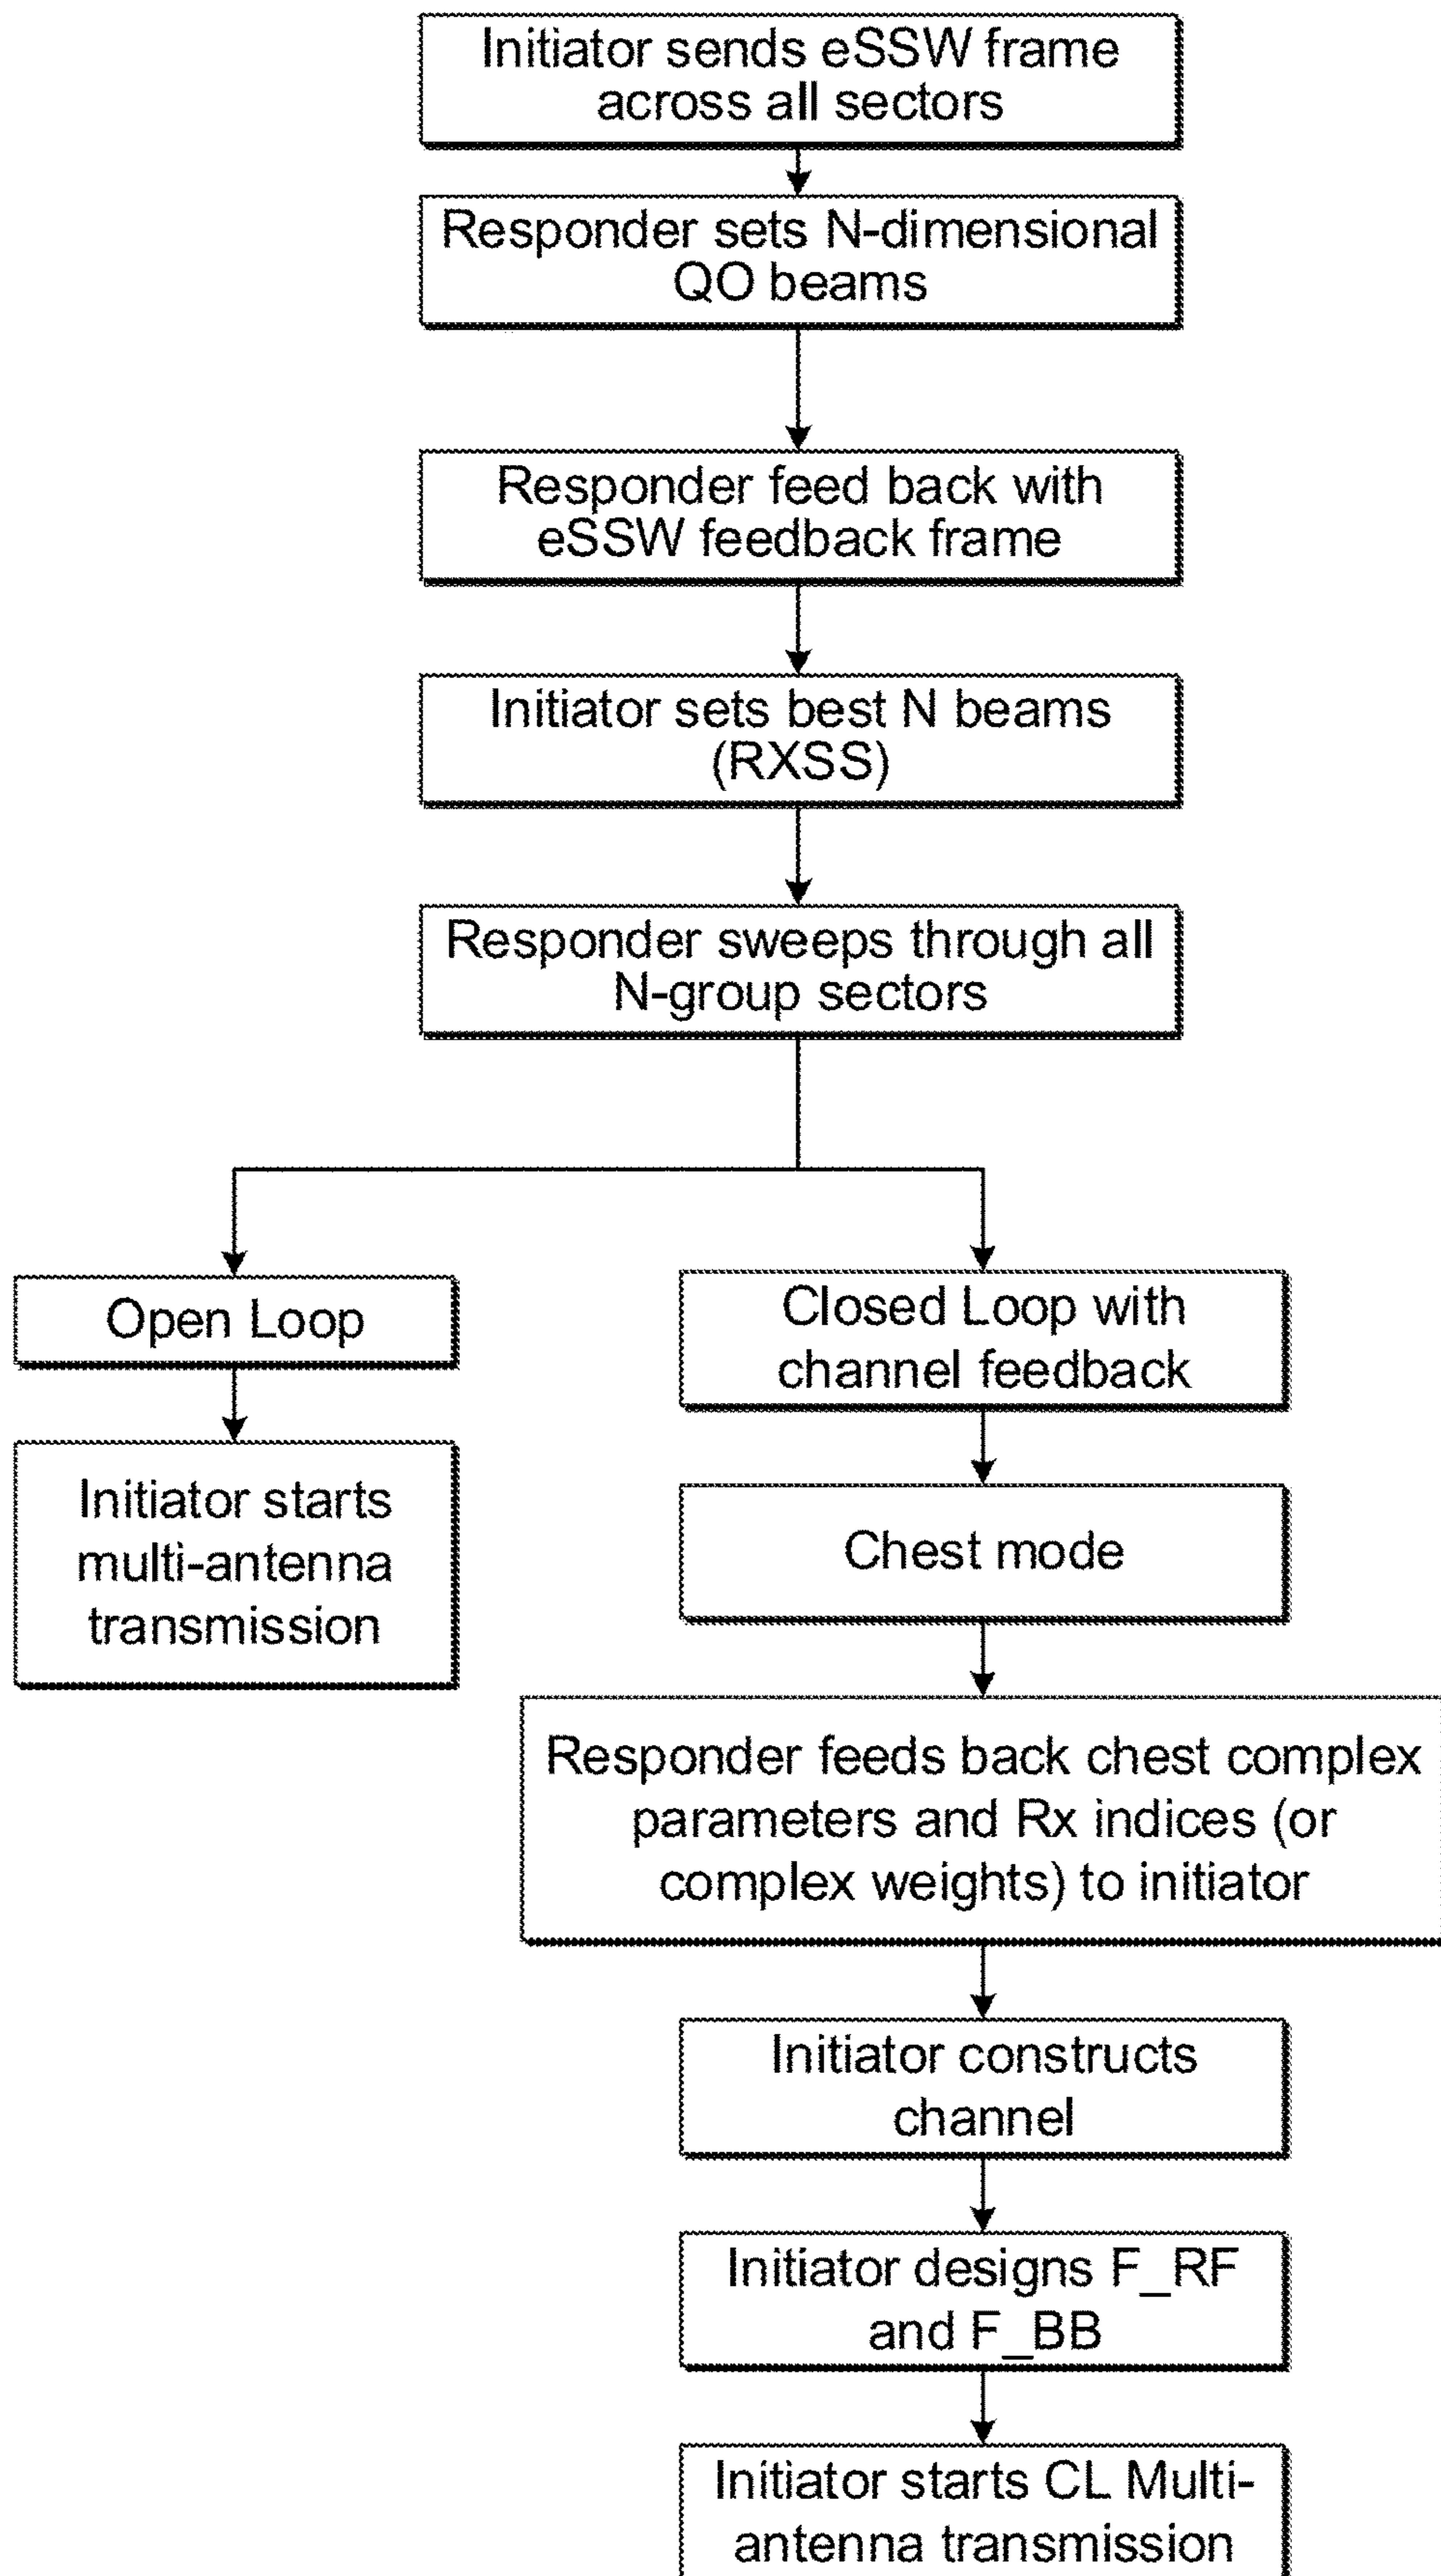 Initiator sends eSSW frame
across all sectors
Responder sets N-dimensional
QO beams
Responder feed back with
eSSW feedback frame
Initiator sets best N beams
(RXSS)
Responder sweeps through all
N-group sectors
Open Loop
Initiator starts
multi-antenna
transmission
Closed Loop with
channel feedback
Chest mode
Responder feeds back chest complex
parameters and Rx indices (or
complex weights) to initiator
Initiator constructs
channel
Initiator designs F_RF
and F_BB
Initiator starts CL Multi-
antenna transmission